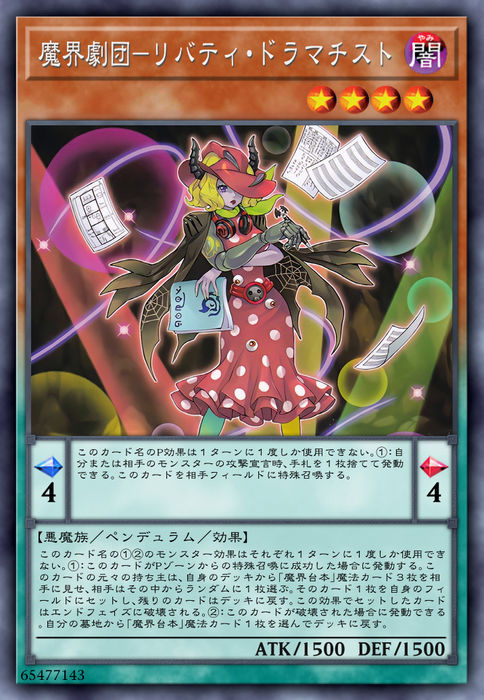 魔界劇団－リバティ・ドラマチスト
やみ
闇
このカード名のP効果は１ターンに１度しか使用できない。①:自
分または相手のモンスターの攻撃宣言時、手札を１枚捨てて発動
できる。このカードを相手フィールドに特殊召喚する。
4
4
【悪魔族／ペンデュラム／効果】
このカード名の①②のモンスター効果はそれぞれ１ターンに１度しか使用でき
ない。①:このカードがPゾーンからの特殊召喚に成功した場合に発動する。こ
のカードの元々の持ち主は、自身のデッキから「魔界台本」魔法カード３枚を相
手に見せ、相手はその中からランダムに１枚選ぶ。そのカード１枚を自身のフィ
ールドにセットし、残りのカードはデッキに戻す。この効果でセットしたカード
はエンドフェイズに破壊される。②:このカードが破壊された場合に発動できる
。自分の墓地から「魔界台本」魔法カード１枚を選んでデッキに戻す。
ATK/1500 DEF/1500
65477143